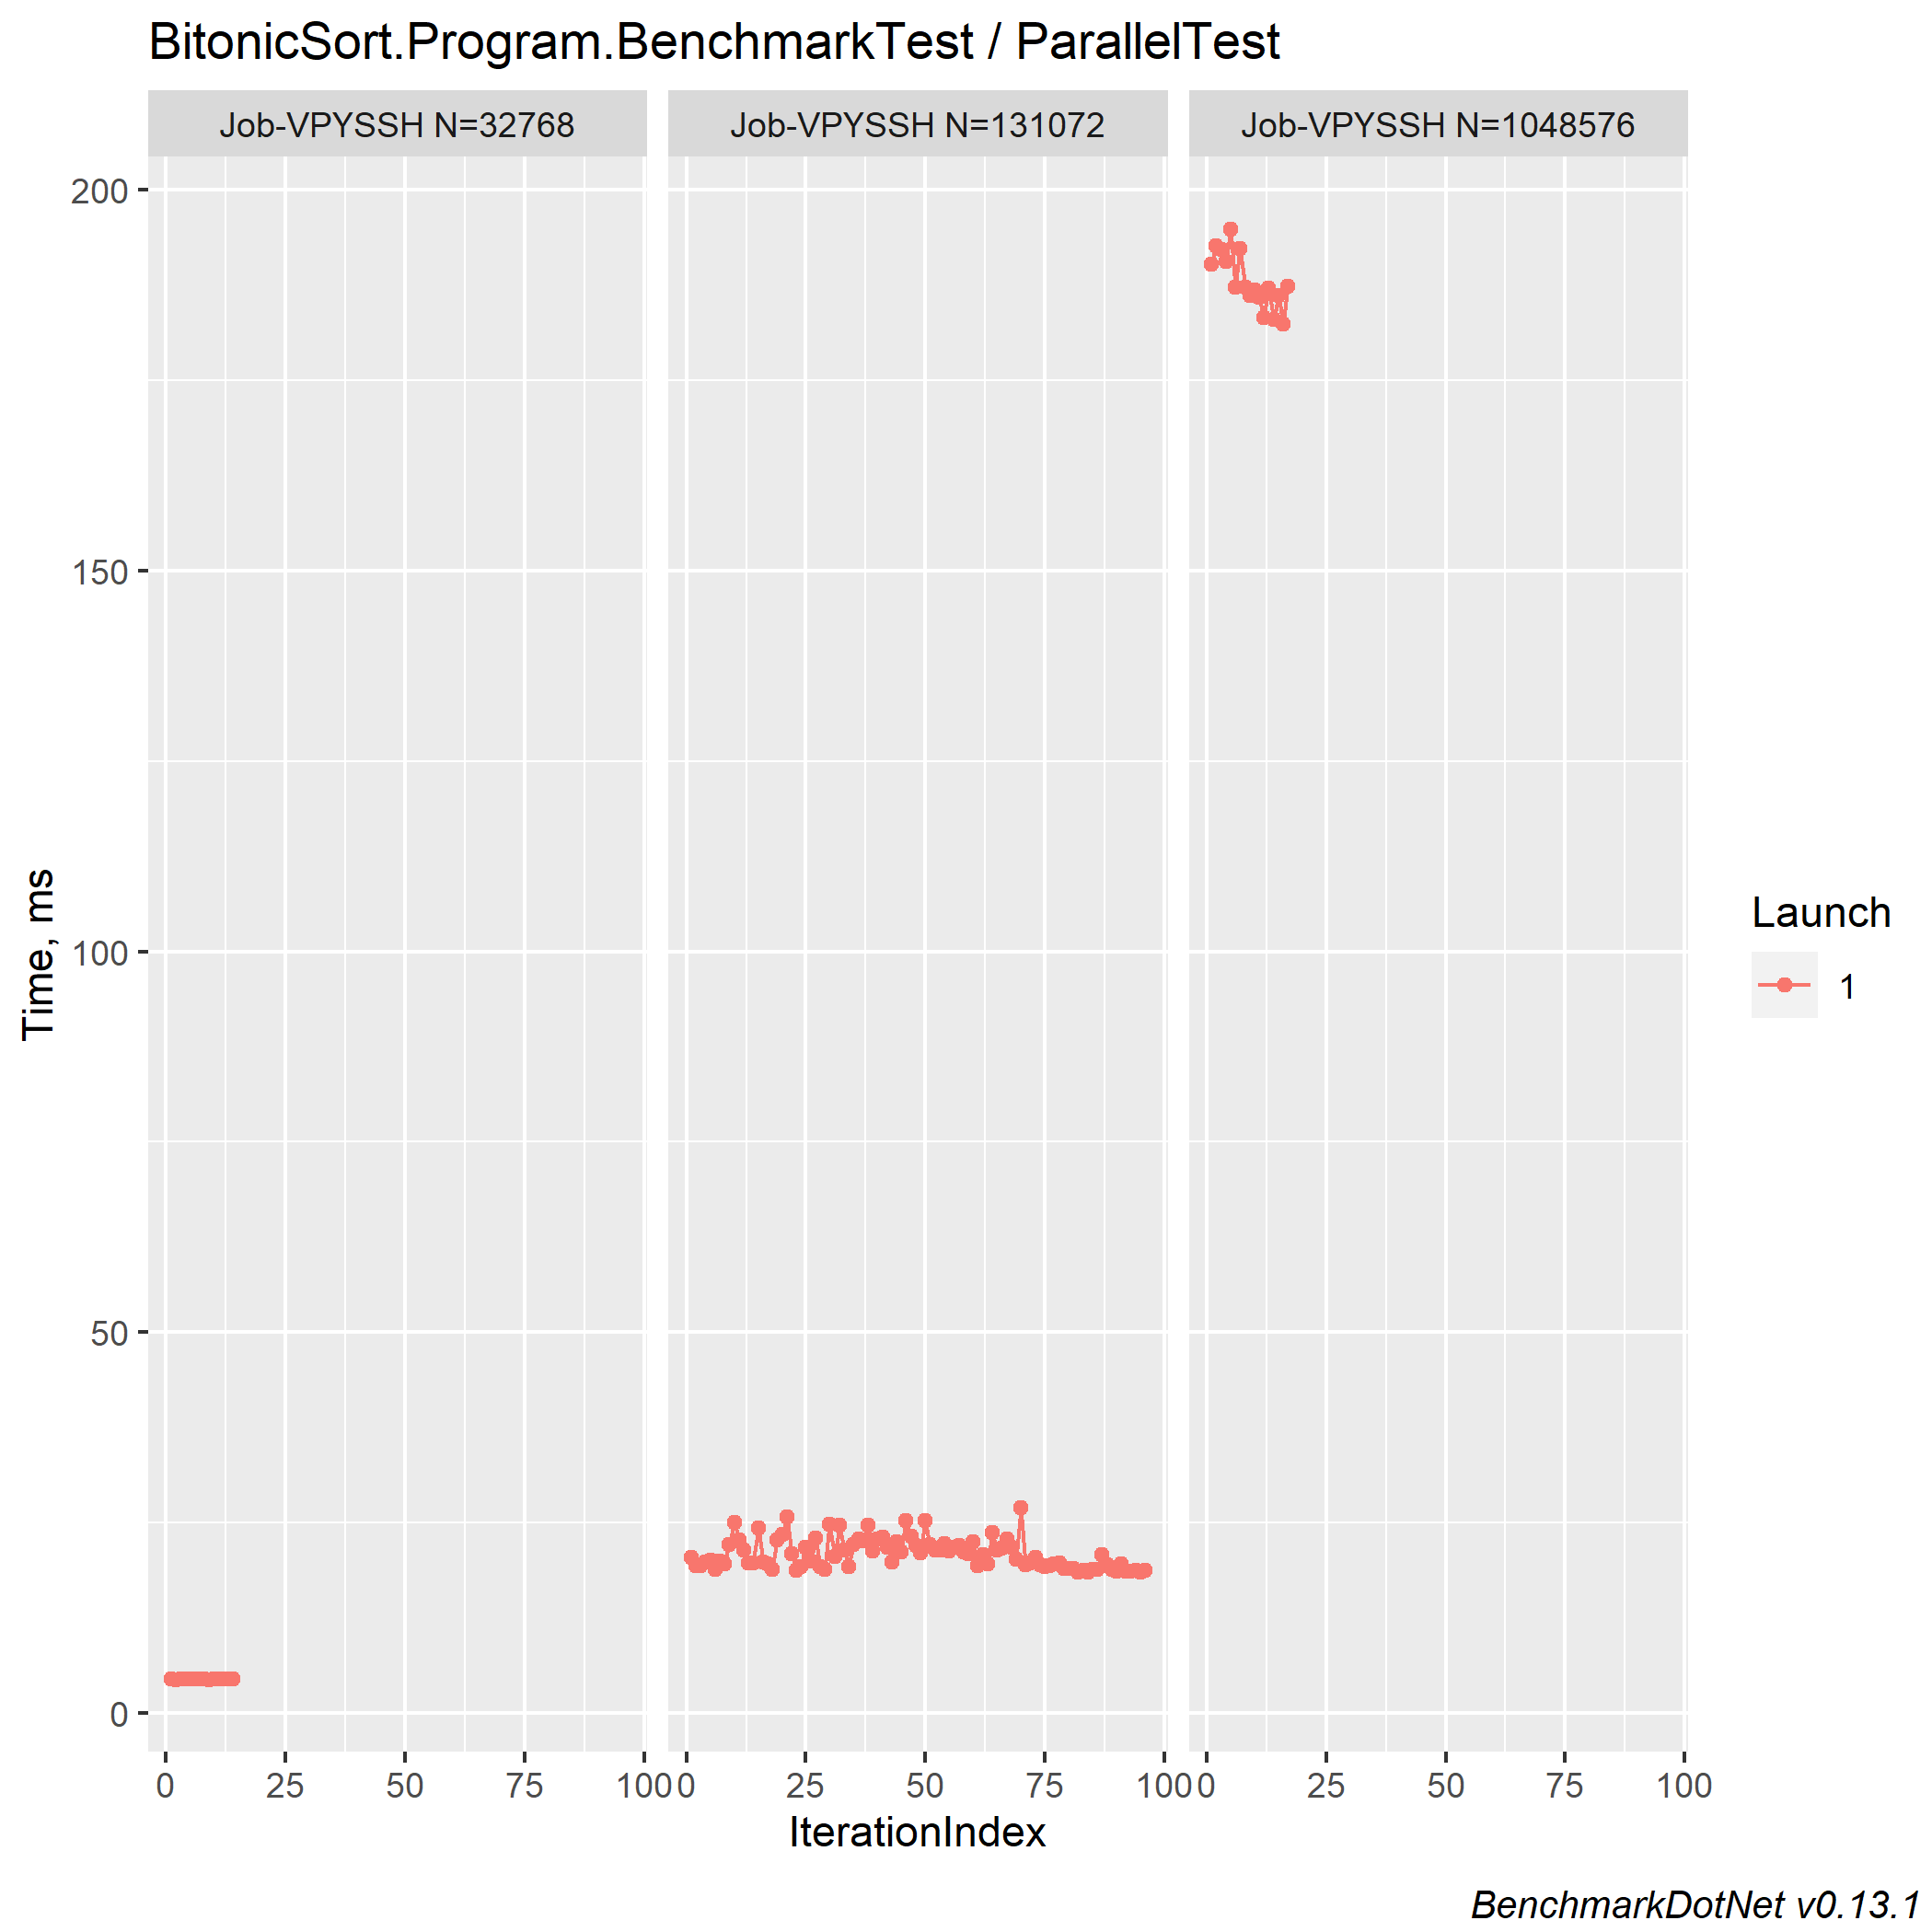 BitonicSort.Program.BenchmarkTest / ParallelTest
Job-VPYSSH N=32768 Job-VPYSSH N=131072 Job-VPYSSH N=1048576
200
150
100
50
0
Time, ms
0 25 50 75 100 0 25 50 75 100 0 25 50 75 100
IterationIndex
Launch
1
BenchmarkDotNet v0.13.1